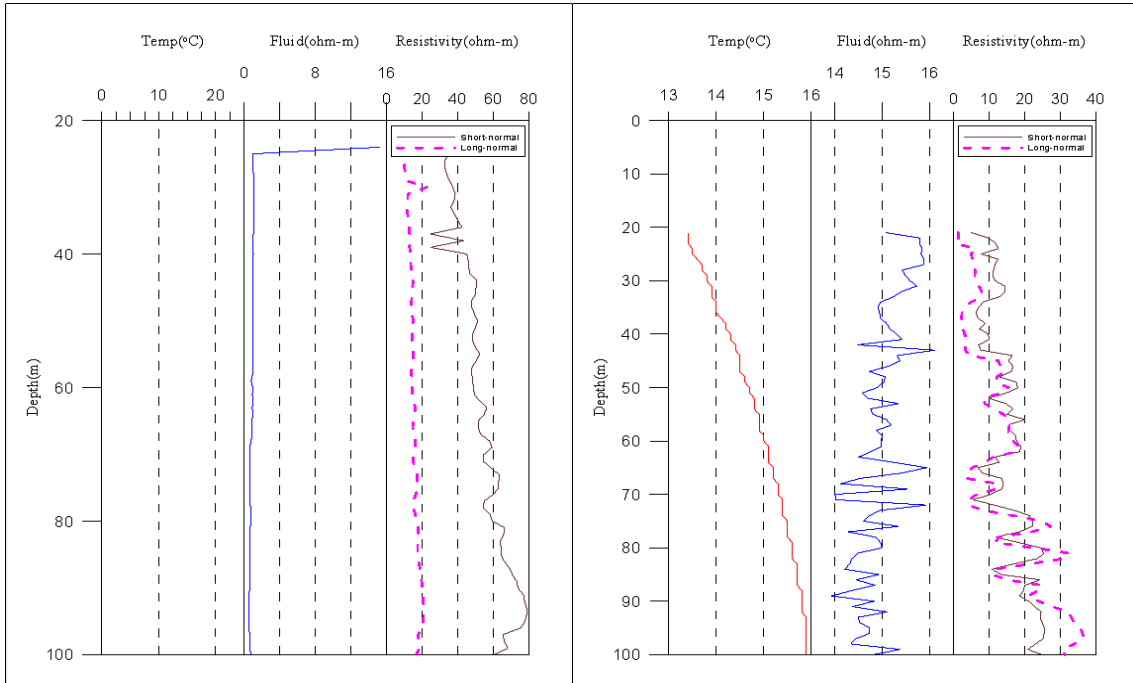 Temp(°C) Fluid(ohm-m) Resistivity(ohm-m)
0 8 16
0 10 20 0 20 40 60 80
Short-normal
Long-normal
20
40
60
80
100
Depth(m)
Temp(°C) Fluid(ohm-m) Resistivity(ohm-m)
14 15 16
13 14 15 16 0 10 20 30 40
Short-normal
Long-normal
0
10
20
30
40
50
60
70
80
90
100
Depth(m)